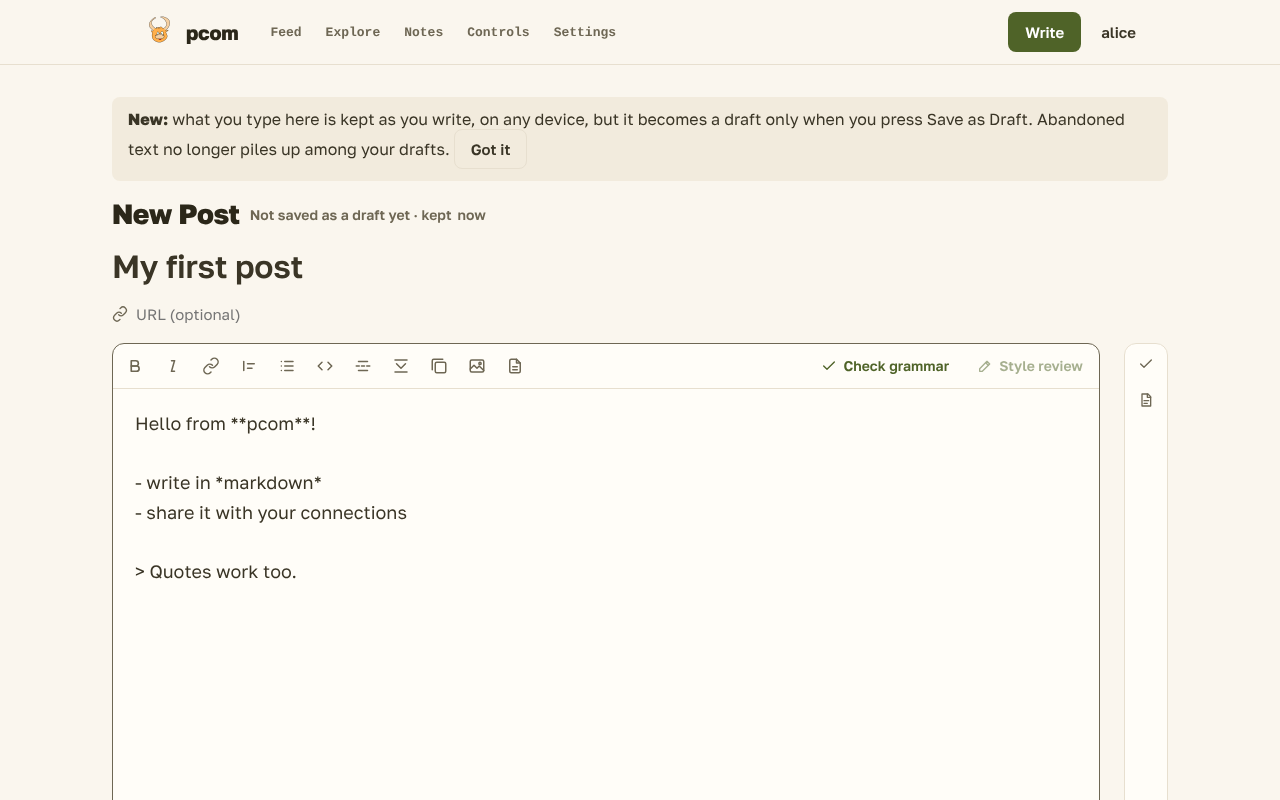 pcom Feed Explore Notes Controls Settings Write alice
New: what you type here is kept as you write, on any device, but it becomes a draft only when you press Save as Draft. Abandoned
text no longer piles up among your drafts. Got it
New Post Not saved as a draft yet · kept now
My first post
URL (optional)
Check grammar Style review
Hello from **pcom**!
- write in *markdown*
- share it with your connections
> Quotes work too.